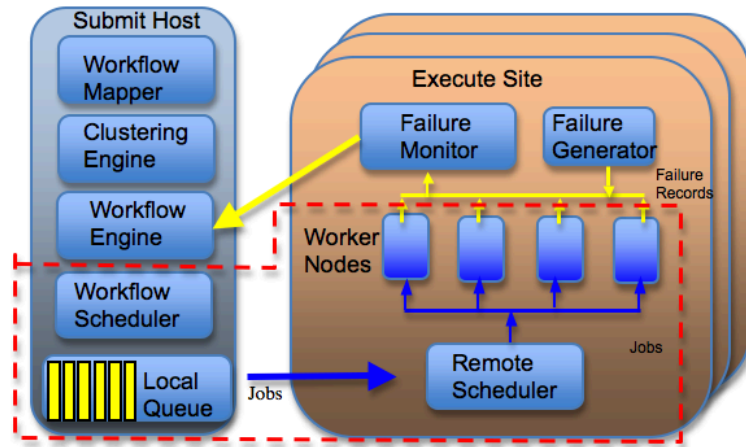 Submit Host
Workflow
Mapper
Clustering
Engine
Workflow
Engine
Workflow
Scheduler
Local
Queue
Jobs
Execute Site
Failure
Monitor
Failure
Generator
Failure
Records
Worker
Nodes
Jobs
Remote
Scheduler